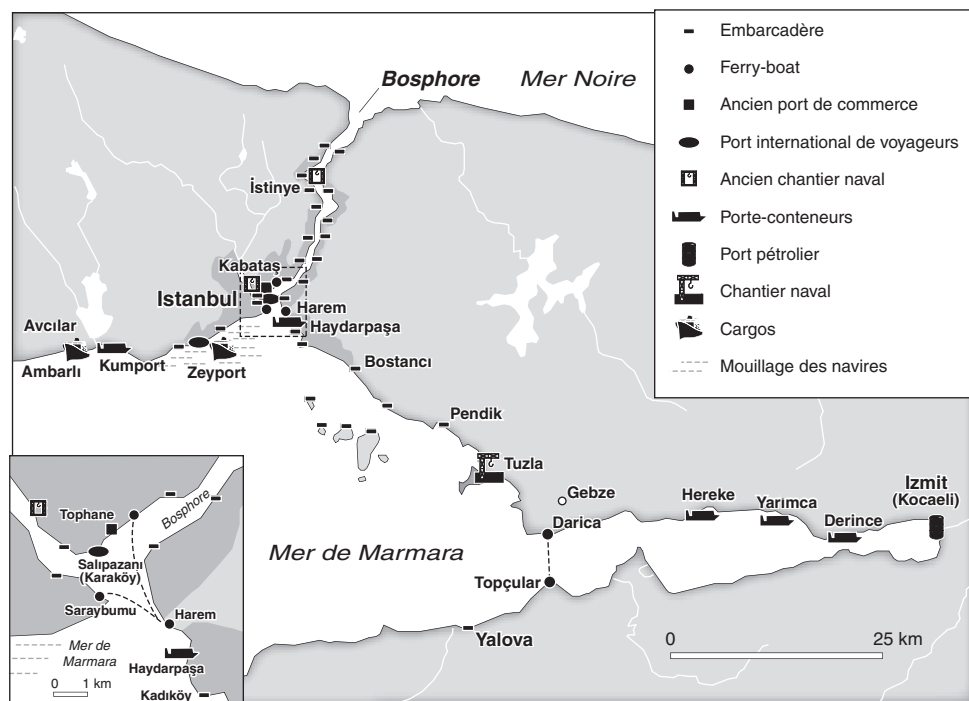 Bosphore
Mer Noire
İstinye
Kabataş
Istanbul
Harem
Haydarpaşa
Avcılar
Ambarlı
Kumport
Zeyport
Bostancı
Pendik
Tuzla
Gebze
Darica
Hereke
Yarımca
Derince
Izmit
(Kocaeli)
Mer de Marmara
Topçular
Yalova
0
25 km
Embarcadère
Ferry-boat
Ancien port de commerce
Port international de voyageurs
Ancien chantier naval
Porte-conteneurs
Port pétrolier
Chantier naval
Cargos
Mouillage des navires
Tophane
Bosphore
Salıpazanı
(Karaköy)
Saraybumu
Harem
Mer de
Marmara
Haydarpaşa
0 1 km
Kadıköy